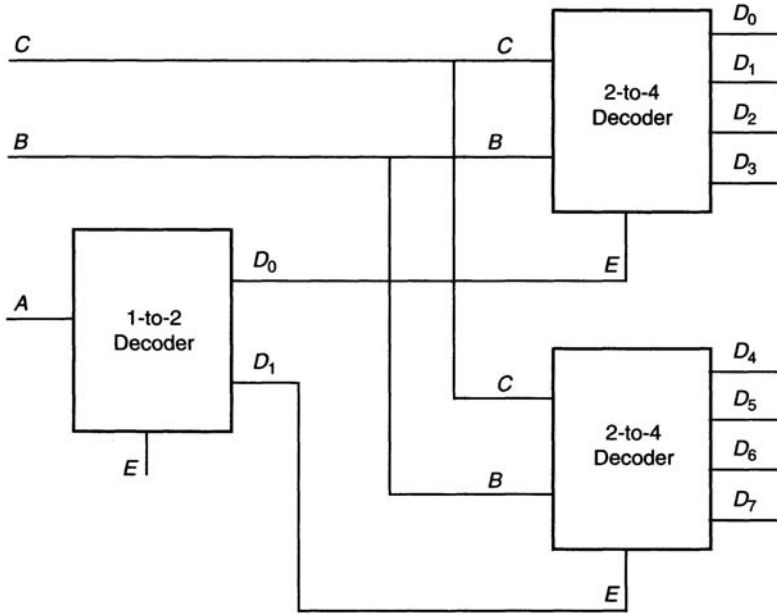 D₀
C
C
D₁
2-to-4
Decoder
D₂
B
B
D₃
D₀
E
A
1-to-2
Decoder
D₁
D₄
C
D₅
2-to-4
Decoder
E
B
D₆
D₇
E